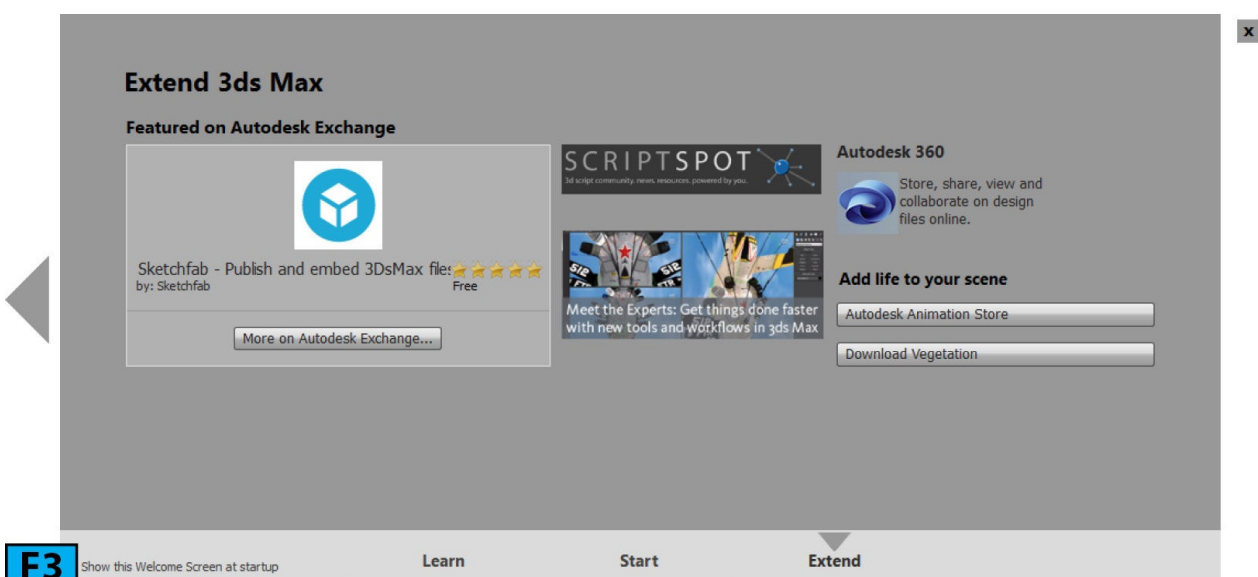 x
Extend 3ds Max
Featured on Autodesk Exchange
Sketchfab - Publish and embed 3DsMax files
by: Sketchfab
Free
More on Autodesk Exchange...
SCRIPTSPOT
3d script community. news. resources. powered by you.
Meet the Experts: Get things done faster
with new tools and workflows in 3ds Max
Autodesk 360
Store, share, view and
collaborate on design
files online.
Add life to your scene
Autodesk Animation Store
Download Vegetation
F3
Show this Welcome Screen at startup
Learn
Start
Extend